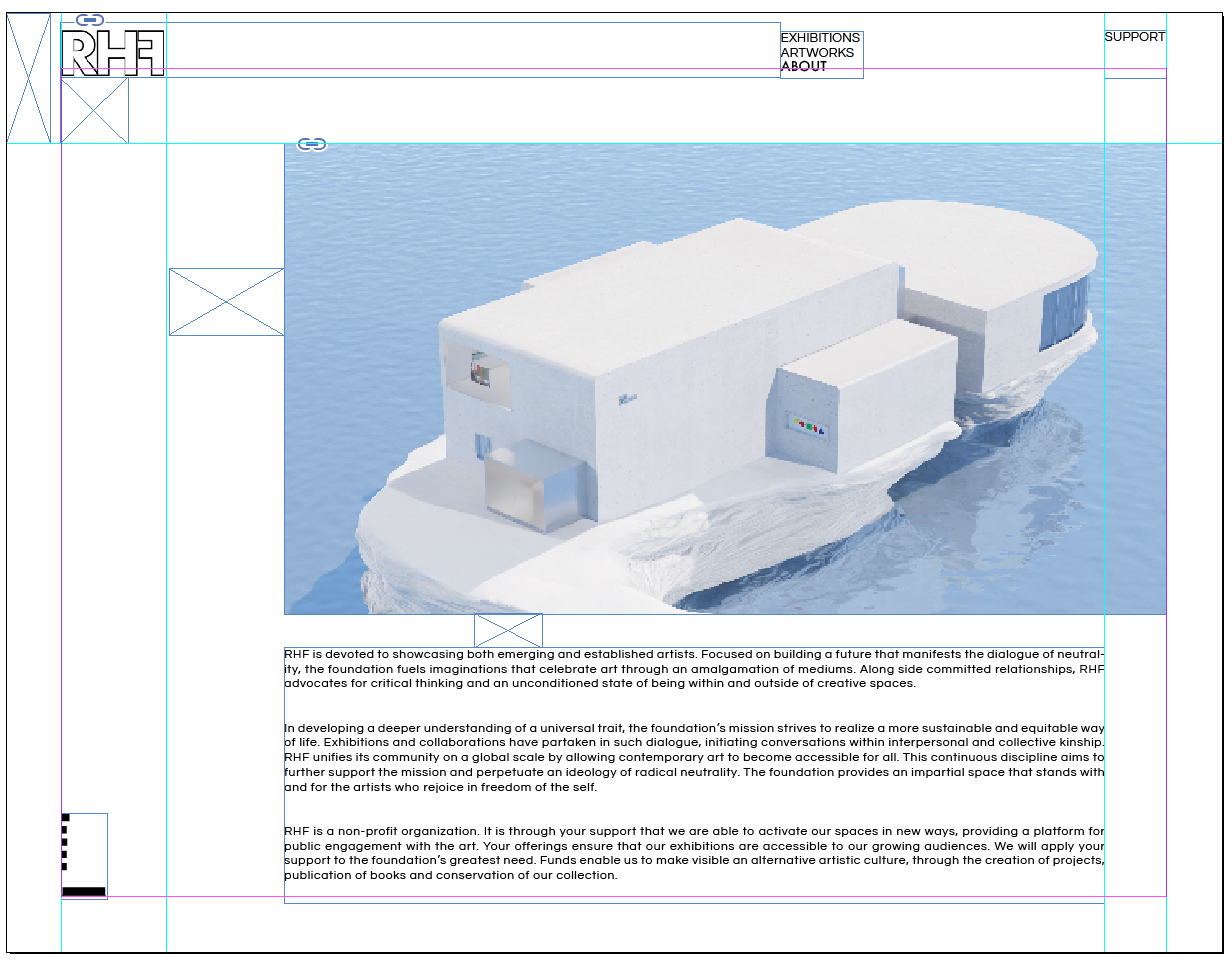 RHF
EXHIBITIONS
ARTWORKS
ABOUT
SUPPORT
RHF is devoted to showcasing both emerging and established artists. Focused on building a future that manifests the dialogue of neutral-
ity, the foundation fuels imaginations that celebrate art through an amalgamation of mediums. Along side committed relationships, RHF
advocates for critical thinking and an unconditioned state of being within and outside of creative spaces.
In developing a deeper understanding of a universal trait, the foundation’s mission strives to realize a more sustainable and equitable way
of life. Exhibitions and collaborations have partaken in such dialogue, initiating conversations within interpersonal and collective kinship.
RHF unifies its community on a global scale by allowing contemporary art to become accessible for all. This continuous discipline aims to
further support the mission and perpetuate an ideology of radical neutrality. The foundation provides an impartial space that stands with
and for the artists who rejoice in freedom of the self.
RHF is a non-profit organization. It is through your support that we are able to activate our spaces in new ways, providing a platform for
public engagement with the art. Your offerings ensure that our exhibitions are accessible to our growing audiences. We will apply your
support to the foundation’s greatest need. Funds enable us to make visible an alternative artistic culture, through the creation of projects,
publication of books and conservation of our collection.